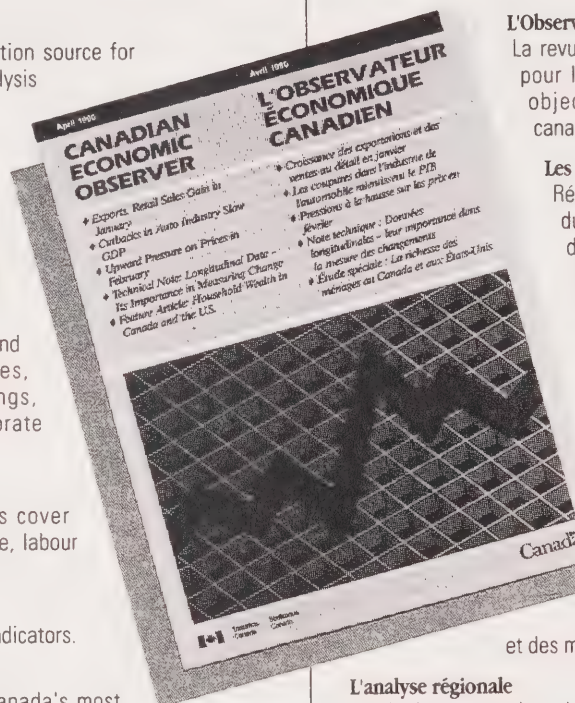 tion source for
lysis
nd
es,
ngs,
orate
s cover
e, labour
dicators.
anada's most
April 1990
CANADIAN
ECONOMIC
OBSERVER
♦ Exports, Retail Sales Gain in
January
♦ Cutbacks in Auto Industry Slow
GDP
♦ Upward Pressure on Prices in
February
♦ Technical Note: Longitudinal Data -
Its Importance in Measuring Change
♦ Feature Article: Household Wealth in
Canada and the U.S.
Avril 1990
L'OBSERVATEUR
ÉCONOMIQUE
CANADIEN
♦ Croissance des exportations et des
ventes au détail en janvier
♦ Les coupures dans l'industrie de
l'automobile ralentissent le PIB
♦ Pressions à la hausse sur les prix en
février
♦ Note technique : Données
longitudinales - leur importance dans
la mesure des changements
♦ Étude spéciale : La richesse des
ménages au Canada et aux États-Unis
Statistics Statistique
Canada Canada
Canada
L'Observ
La revu
pour l
objec
cana
Les
Ré
du
d
et des m
L'analyse régionale